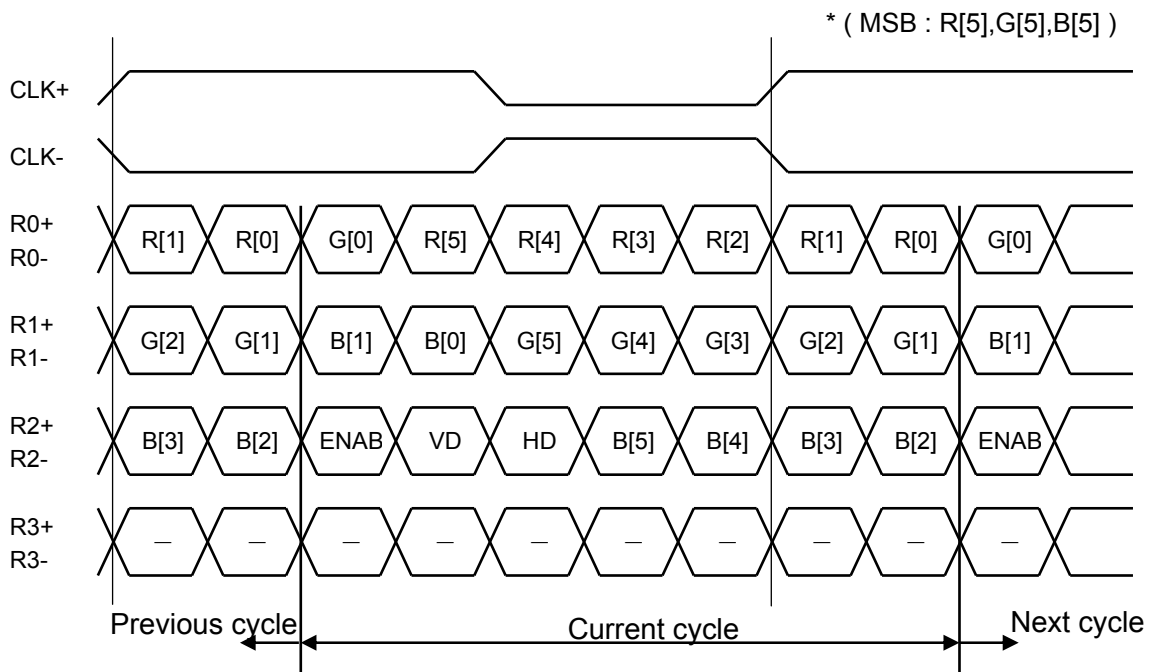 * ( MSB : R[5],G[5],B[5] )
CLK+
CLK-
R0+ R[1] R[0] G[0] R[5] R[4] R[3] R[2] R[1] R[0] G[0]
R0-
R1+ G[2] G[1] B[1] B[0] G[5] G[4] G[3] G[2] G[1] B[1]
R1-
R2+ B[3] B[2] ENAB VD HD B[5] B[4] B[3] B[2] ENAB
R2-
R3+ — — — — — — — — — —
R3-
Previous cycle Current cycle Next cycle